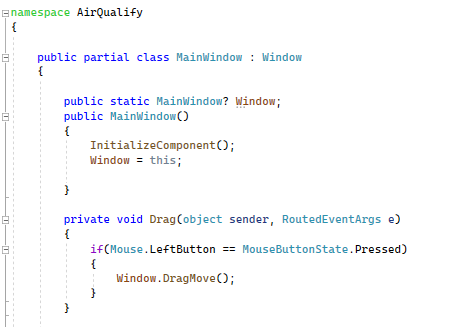 namespace AirQualify
{
public partial class MainWindow : Window
{
public static MainWindow? Window;
public MainWindow()
{
InitializeComponent();
Window = this;
}
private void Drag(object sender, RoutedEventArgs e)
{
if(Mouse.LeftButton == MouseButtonState.Pressed)
{
Window.DragMove();
}
}